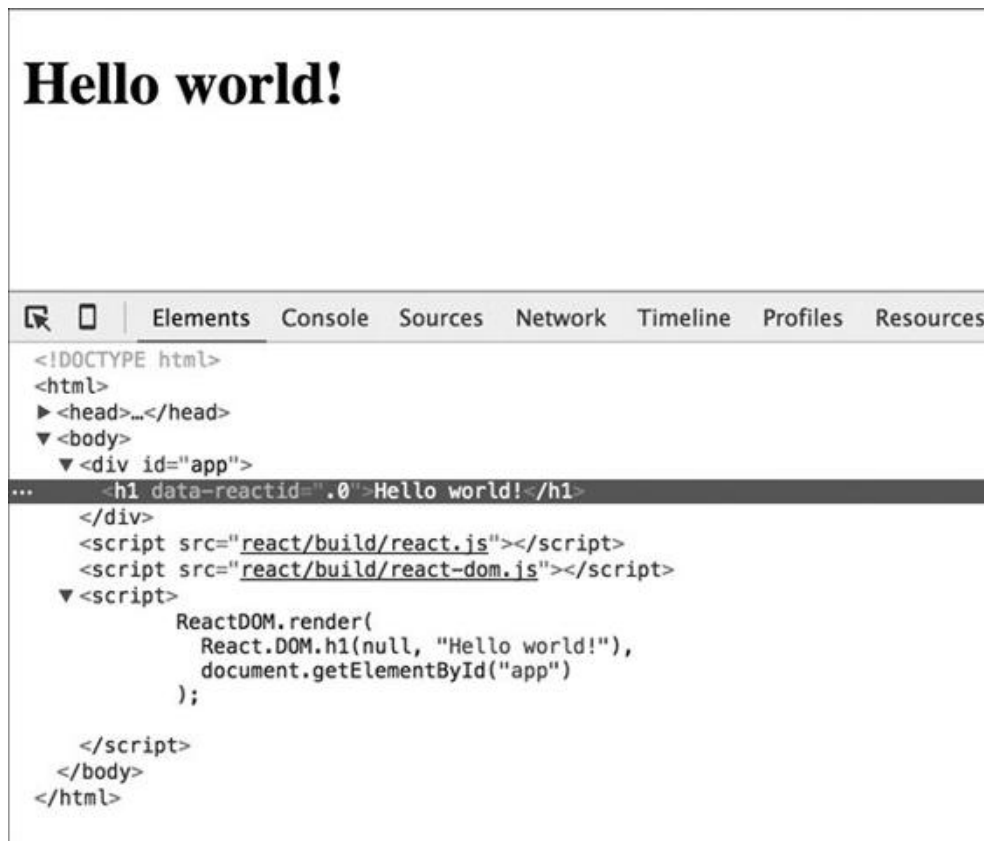 Hello world!
Elements Console Sources Network Timeline Profiles Resources
<!DOCTYPE html>
<html>
<head>…</head>
<body>
<div id="app">
... <h1 data-reactid=".0">Hello world!</h1>
</div>
<script src="react/build/react.js"></script>
<script src="react/build/react-dom.js"></script>
<script>
ReactDOM.render(
React.DOM.h1(null, "Hello world!"),
document.getElementById("app")
);
</script>
</body>
</html>